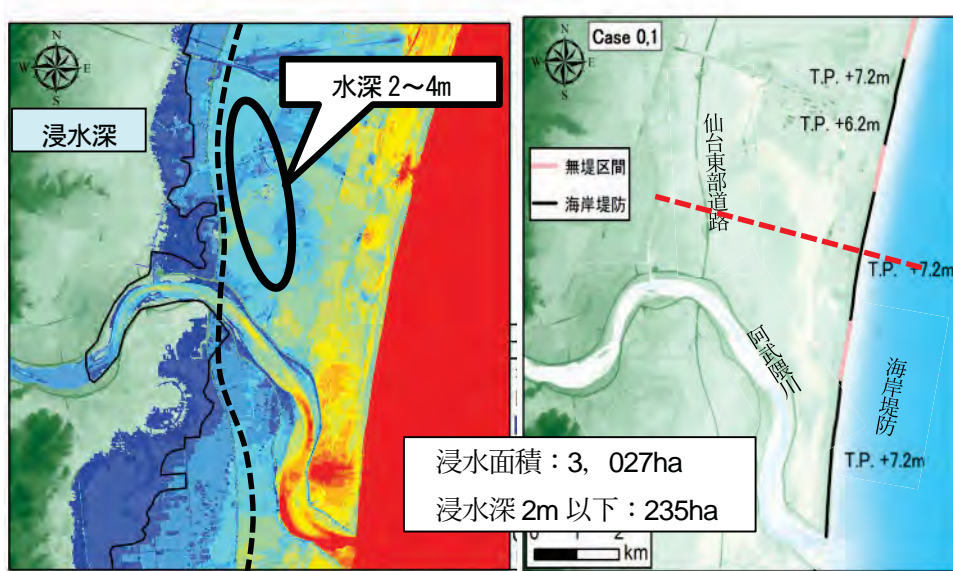 N
W
E
S
水深 2～4m
浸水深
N
W
E
S
Case 0,1
T.P. +7.2m
T.P. +6.2m
仙台東部道路
無堤区間
海岸堤防
T.P. +7.2m
阿武隈川
海岸堤防
T.P. +7.2m
浸水面積：3, 027ha
浸水深 2m 以下：235ha
0 1 2
km